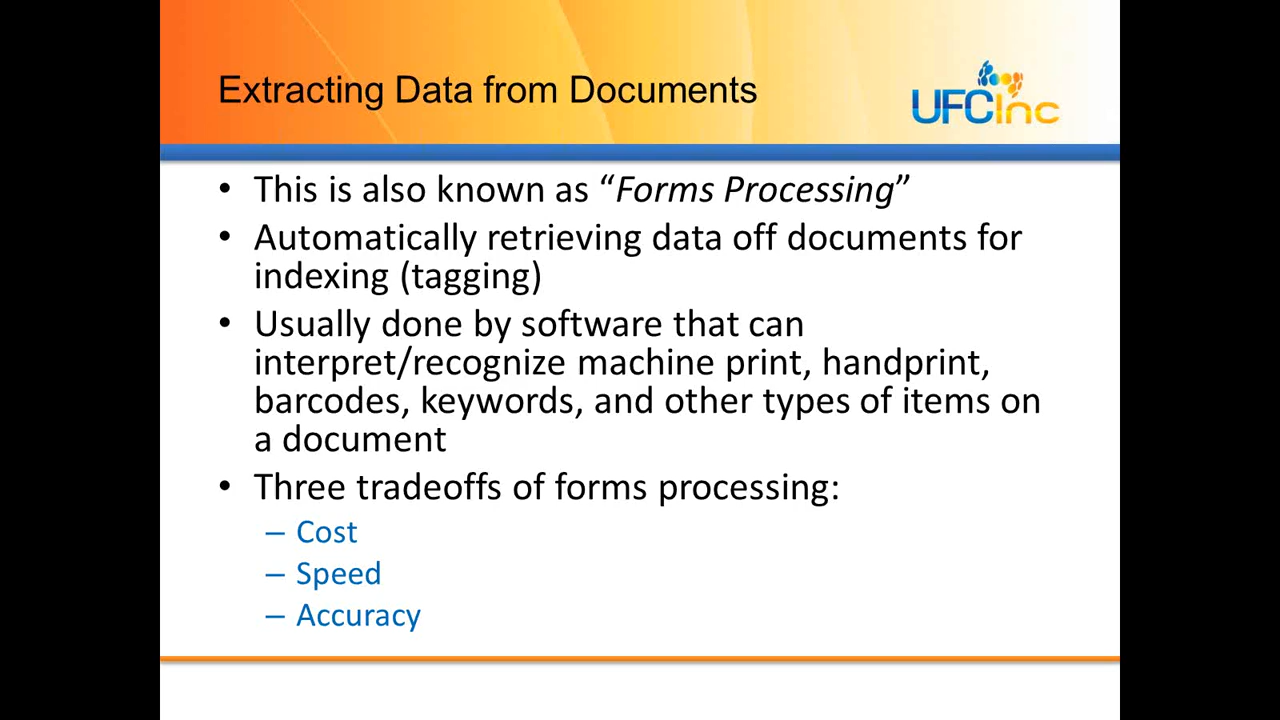 Extracting Data from Documents
UFCInc
• This is also known as “Forms Processing”
• Automatically retrieving data off documents for
indexing (tagging)
• Usually done by software that can
interpret/recognize machine print, handprint,
barcodes, keywords, and other types of items on
a document
• Three tradeoffs of forms processing:
– Cost
– Speed
– Accuracy